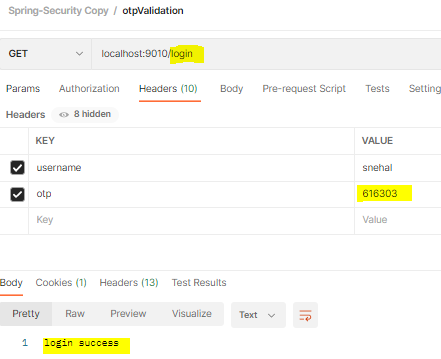 Spring-Security Copy / otpValidation
GET localhost:9010/login
Params Authorization Headers (10) Body Pre-request Script Tests Setting
Headers 8 hidden
KEY VALUE
username snehal
otp 616303
Key Value
Body Cookies (1) Headers (13) Test Results
Pretty Raw Preview Visualize Text
1 login success